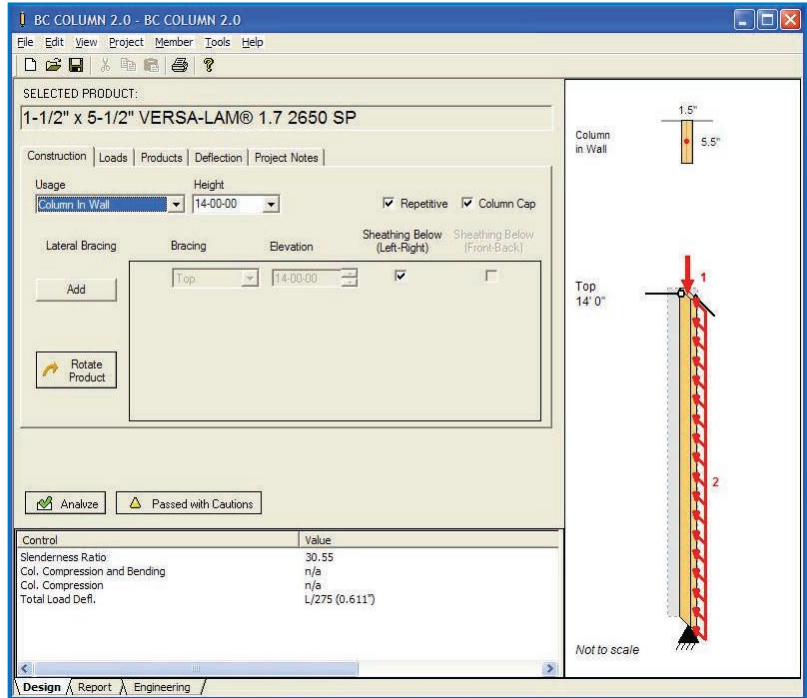 BC COLUMN 2.0 - BC COLUMN 2.0
File Edit View Project Member Tools Help
SELECTED PRODUCT:
1-1/2" x 5-1/2" VERSA-LAM® 1.7 2650 SP
Construction Loads Products Deflection Project Notes
Usage Height
Column In Wall 14-00-00 Repetitive Column Cap
Lateral Bracing Bracing Elevation Sheathing Below (Left-Right) Sheathing Below (Front-Back)
Add Top 14-00-00
Rotate Product
Analyze Passed with Cautions
Control Value
Slenderness Ratio 30.55
Col. Compression and Bending n/a
Col. Compression n/a
Total Load Defl. L/275 (0.611")
Design Report Engineering
1.5"
Column
in Wall
5.5"
Top
14' 0"
1
2
Not to scale